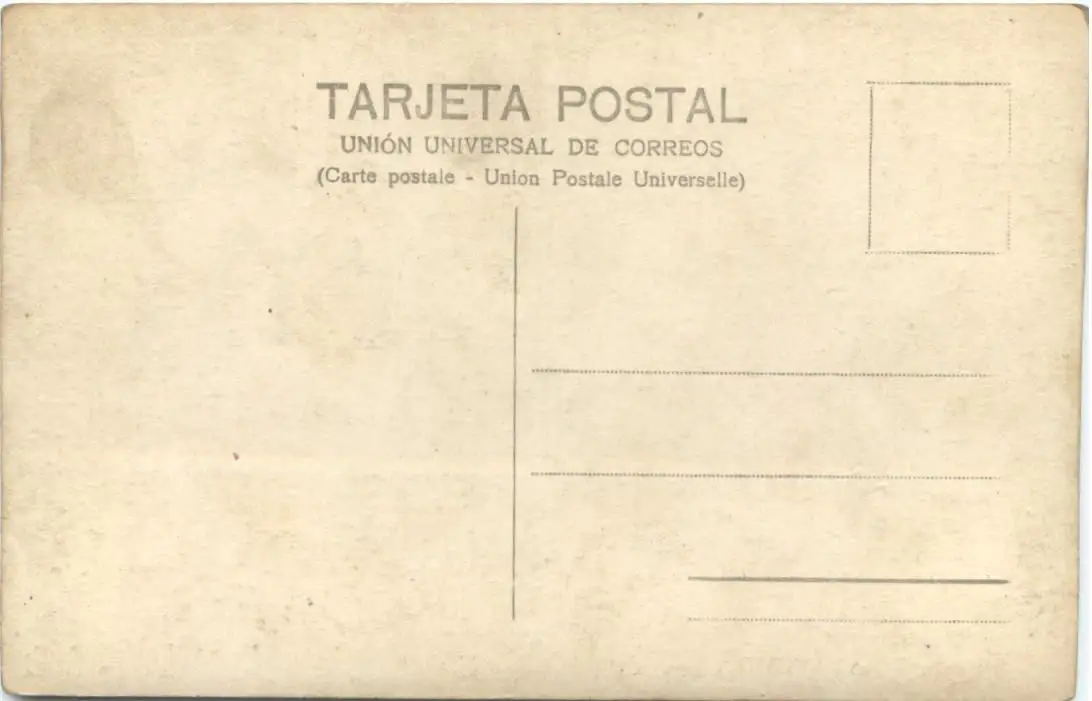 TARJETA POSTAL
UNIÓN UNIVERSAL DE CORREOS
(Carte postale - Union Postale Universelle)